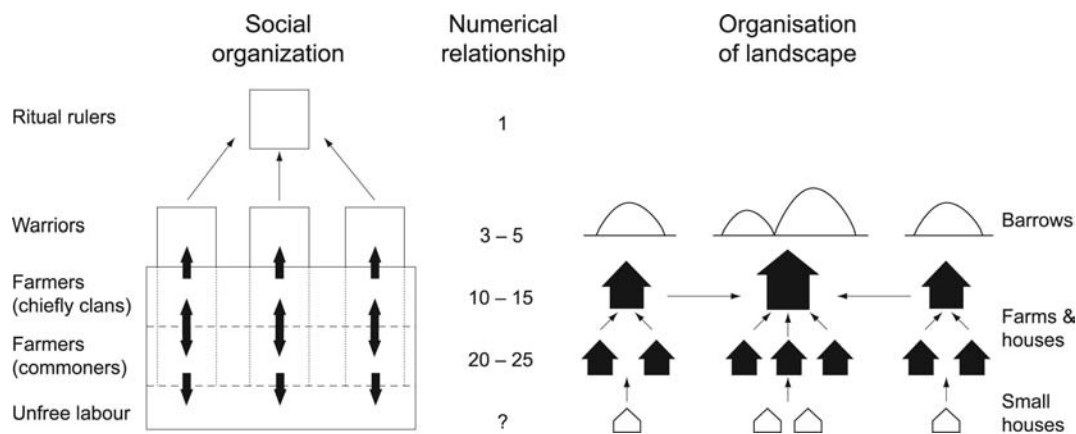 Social
organization
Numerical
relationship
Organisation
of landscape
Ritual rulers
1
Warriors
3 – 5
Barrows
Farmers
(chiefly clans)
10 – 15
Farms &
houses
Farmers
(commoners)
20 – 25
Unfree labour
?
Small
houses